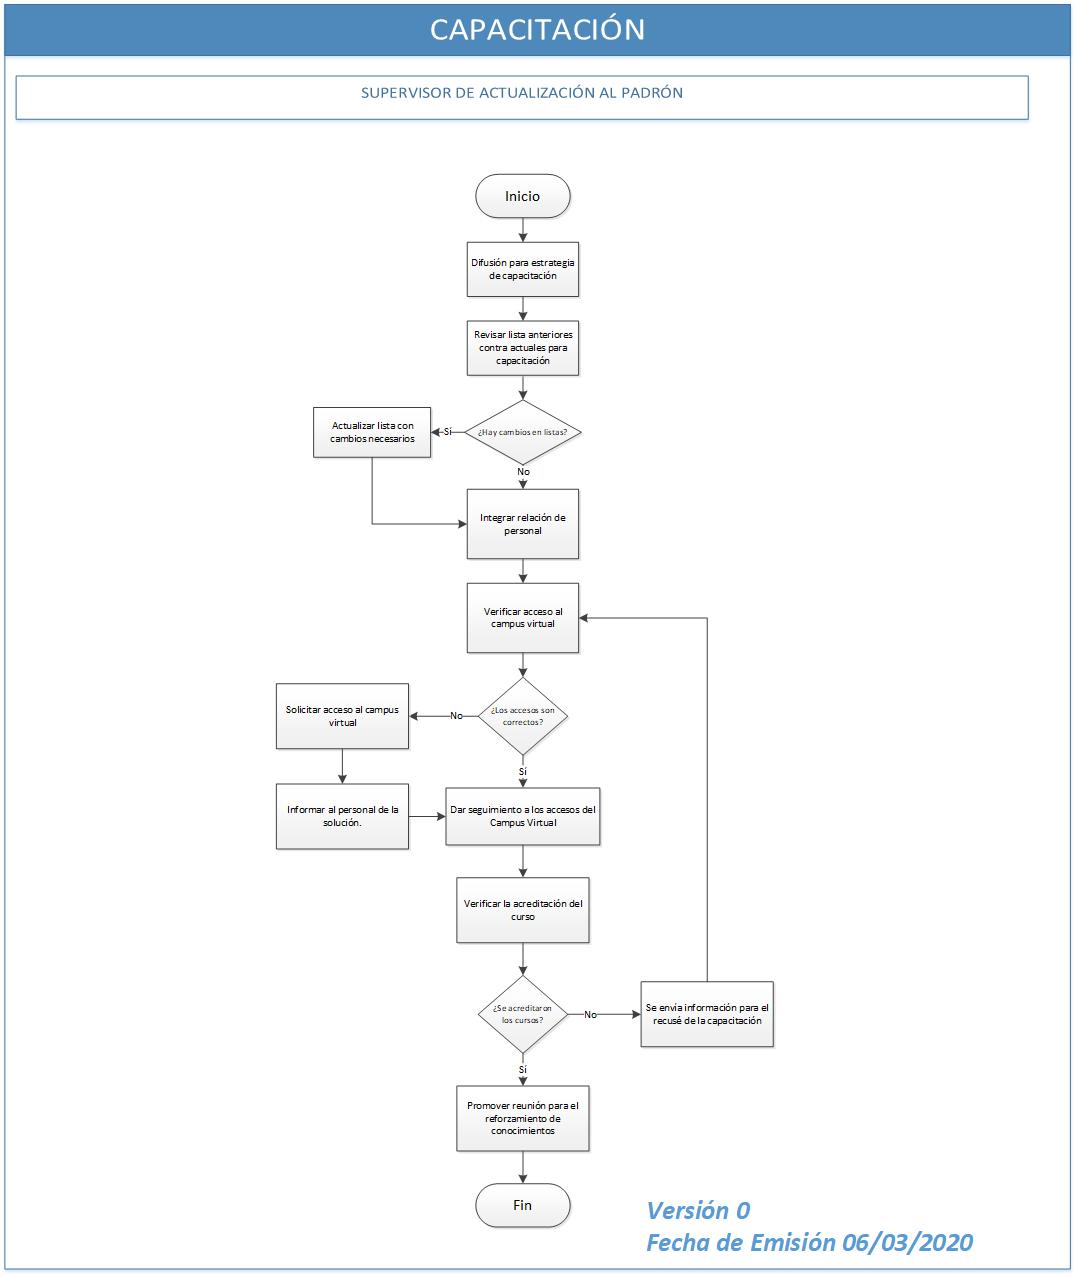 CAPACITACIÓN
SUPERVISOR DE ACTUALIZACIÓN AL PADRÓN
Inicio
Difusión para estrategia
de capacitación
Revisar lista anteriores
contra actuales para
capacitación
¿Hay cambios en listas?
Sí
Actualizar lista con
cambios necesarios
No
Integrar relación de
personal
Verificar acceso al
campus virtual
¿Los accesos son
correctos?
No
Solicitar acceso al campus
virtual
Informar al personal de la
solución.
Sí
Dar seguimiento a los accesos del
Campus Virtual
Verificar la acreditación del
curso
¿Se acreditaron
los cursos?
No
Se envía información para el
recusé de la capacitación
Sí
Promover reunión para el
reforzamiento de
conocimientos
Fin
Versión 0
Fecha de Emisión 06/03/2020